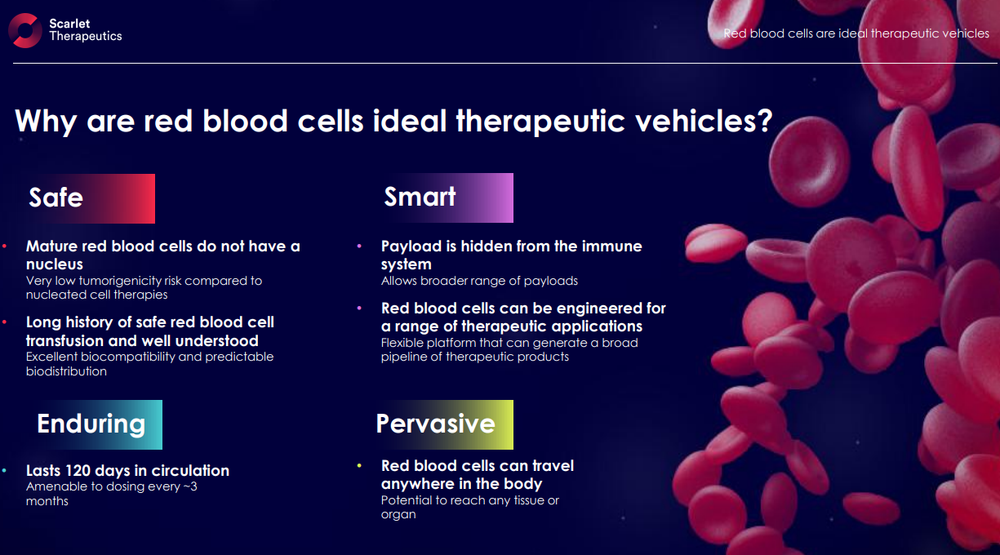 Scarlet
Therapeutics
Red blood cells are ideal therapeutic vehicles
Why are red blood cells ideal therapeutic vehicles?
Safe
• Mature red blood cells do not have a
nucleus
Very low tumorigenicity risk compared to
nucleated cell therapies
• Long history of safe red blood cell
transfusion and well understood
Excellent biocompatibility and predictable
biodistribution
Smart
• Payload is hidden from the immune
system
Allows broader range of payloads
• Red blood cells can be engineered for
a range of therapeutic applications
Flexible platform that can generate a broad
pipeline of therapeutic products
Enduring
• Lasts 120 days in circulation
Amenable to dosing every ~3
months
Pervasive
• Red blood cells can travel
anywhere in the body
Potential to reach any tissue or
organ